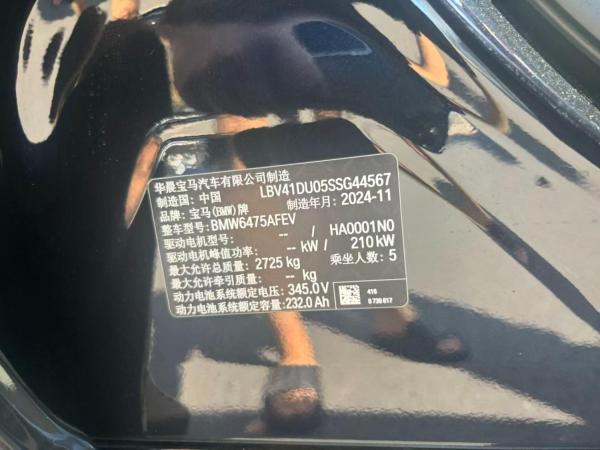 华晨宝马汽车有限公司制造
制造国: 中国 LBV41DU05SSG44567
品牌: 宝马(BMW)牌 制造年月: 2024-11
整车型号: BMW6475AFEV
驱动电机型号: -- / HA0001N0
驱动电机峰值功率: -- kW / 210 kW
最大允许总质量: 2725 kg 乘坐人数: 5
最大允许牵引质量: -- kg
动力电池系统额定电压: 345.0 V 416
动力电池系统额定容量: 232.0 Ah 9 739 817